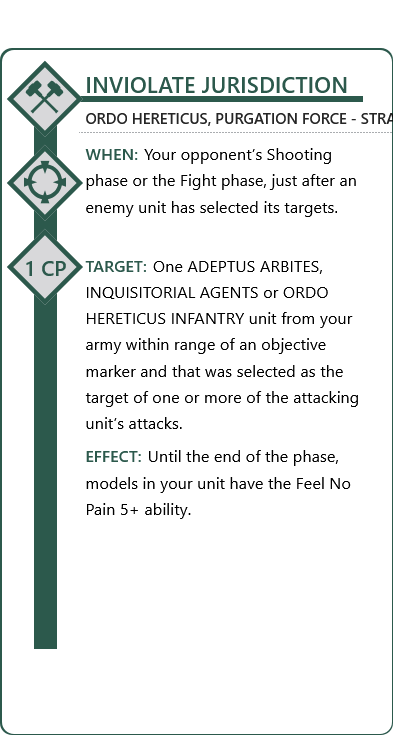 INVIOLATE JURISDICTION
ORDO HERETICUS, PURGATION FORCE - STRA
WHEN: Your opponent’s Shooting
phase or the Fight phase, just after an
enemy unit has selected its targets.
1 CP
TARGET: One ADEPTUS ARBITES,
INQUISITORIAL AGENTS or ORDO
HERETICUS INFANTRY unit from your
army within range of an objective
marker and that was selected as the
target of one or more of the attacking
unit’s attacks.
EFFECT: Until the end of the phase,
models in your unit have the Feel No
Pain 5+ ability.